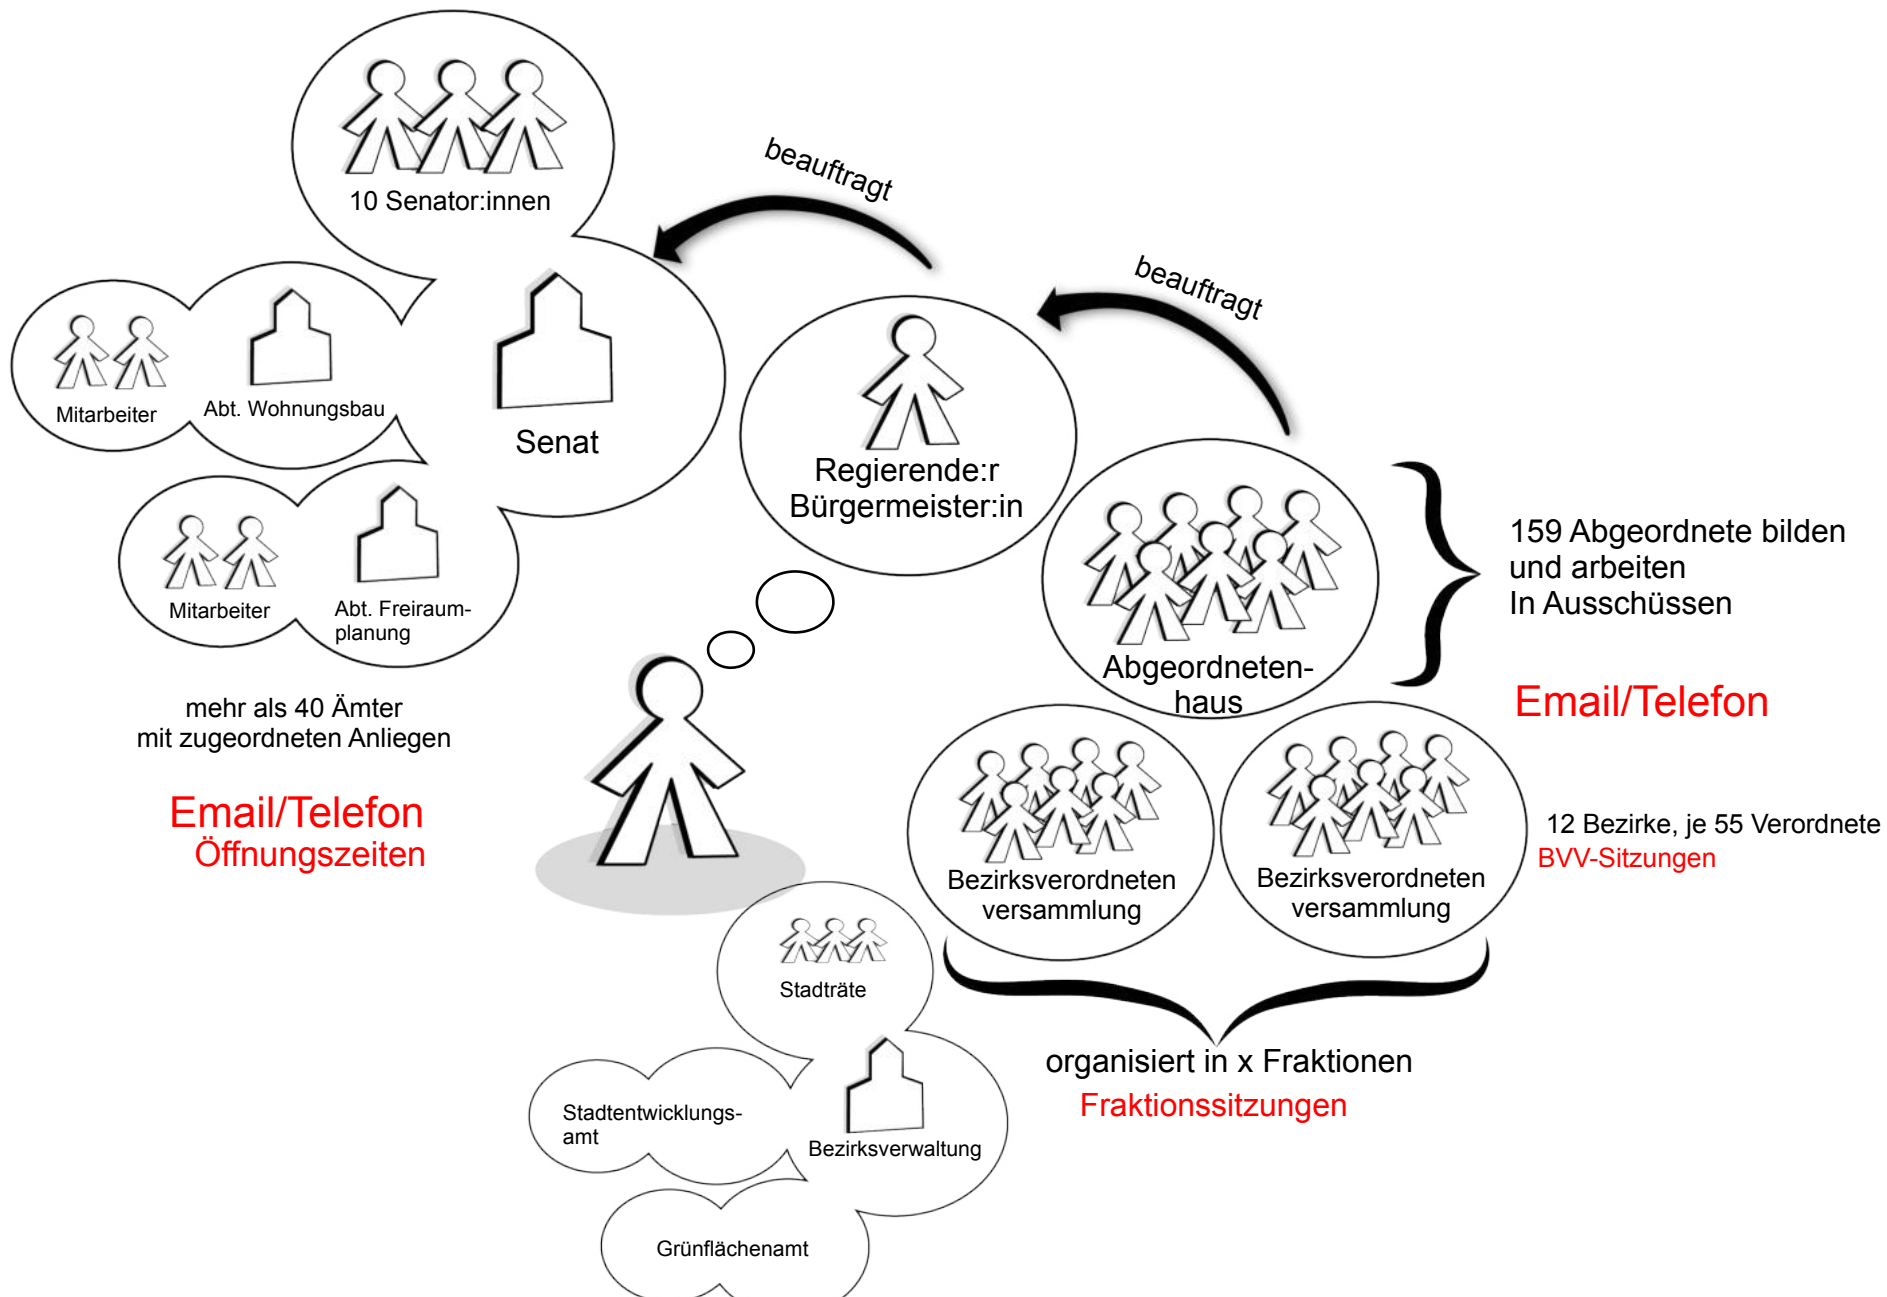 10 Senator:innen
beauftragt
beauftragt
Mitarbeiter
Abt. Wohnungsbau
Senat
Regierende:r
Bürgermeister:in
Mitarbeiter
Abt. Freiraum-
planung
159 Abgeordnete bilden
und arbeiten
In Ausschüssen
Abgeordneten-
haus
Email/Telefon
mehr als 40 Ämter
mit zugeordneten Anliegen
Email/Telefon
Öffnungszeiten
12 Bezirke, je 55 Verordnete
BVV-Sitzungen
Bezirksverordneten
versammlung
Bezirksverordneten
versammlung
Stadträte
organisiert in x Fraktionen
Fraktionssitzungen
Stadtentwicklungs-
amt
Bezirksverwaltung
Grünflächenamt